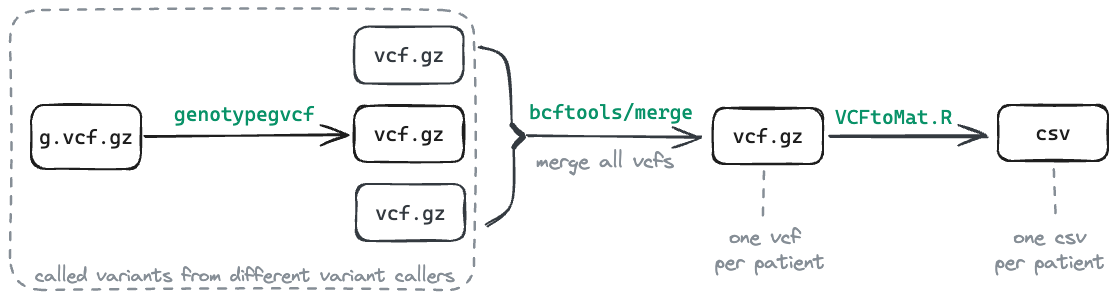 vcf.gz
genotypegvcf
g.vcf.gz
vcf.gz
vcf.gz
called variants from different variant callers
bcftools/merge
merge all vcfs
vcf.gz
one vcf
per patient
VCFtoMat.R
csv
one csv
per patient